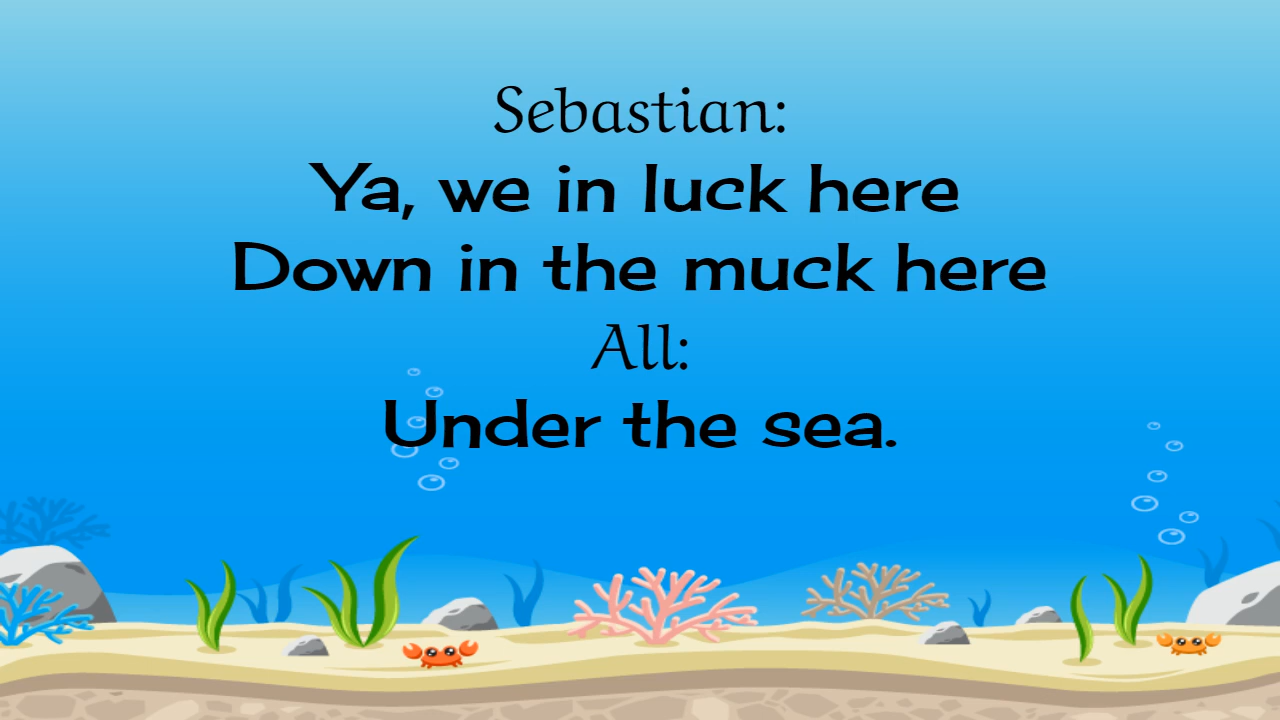 Sebastian:
Ya, we in luck here
Down in the muck here
All:
Under the sea.